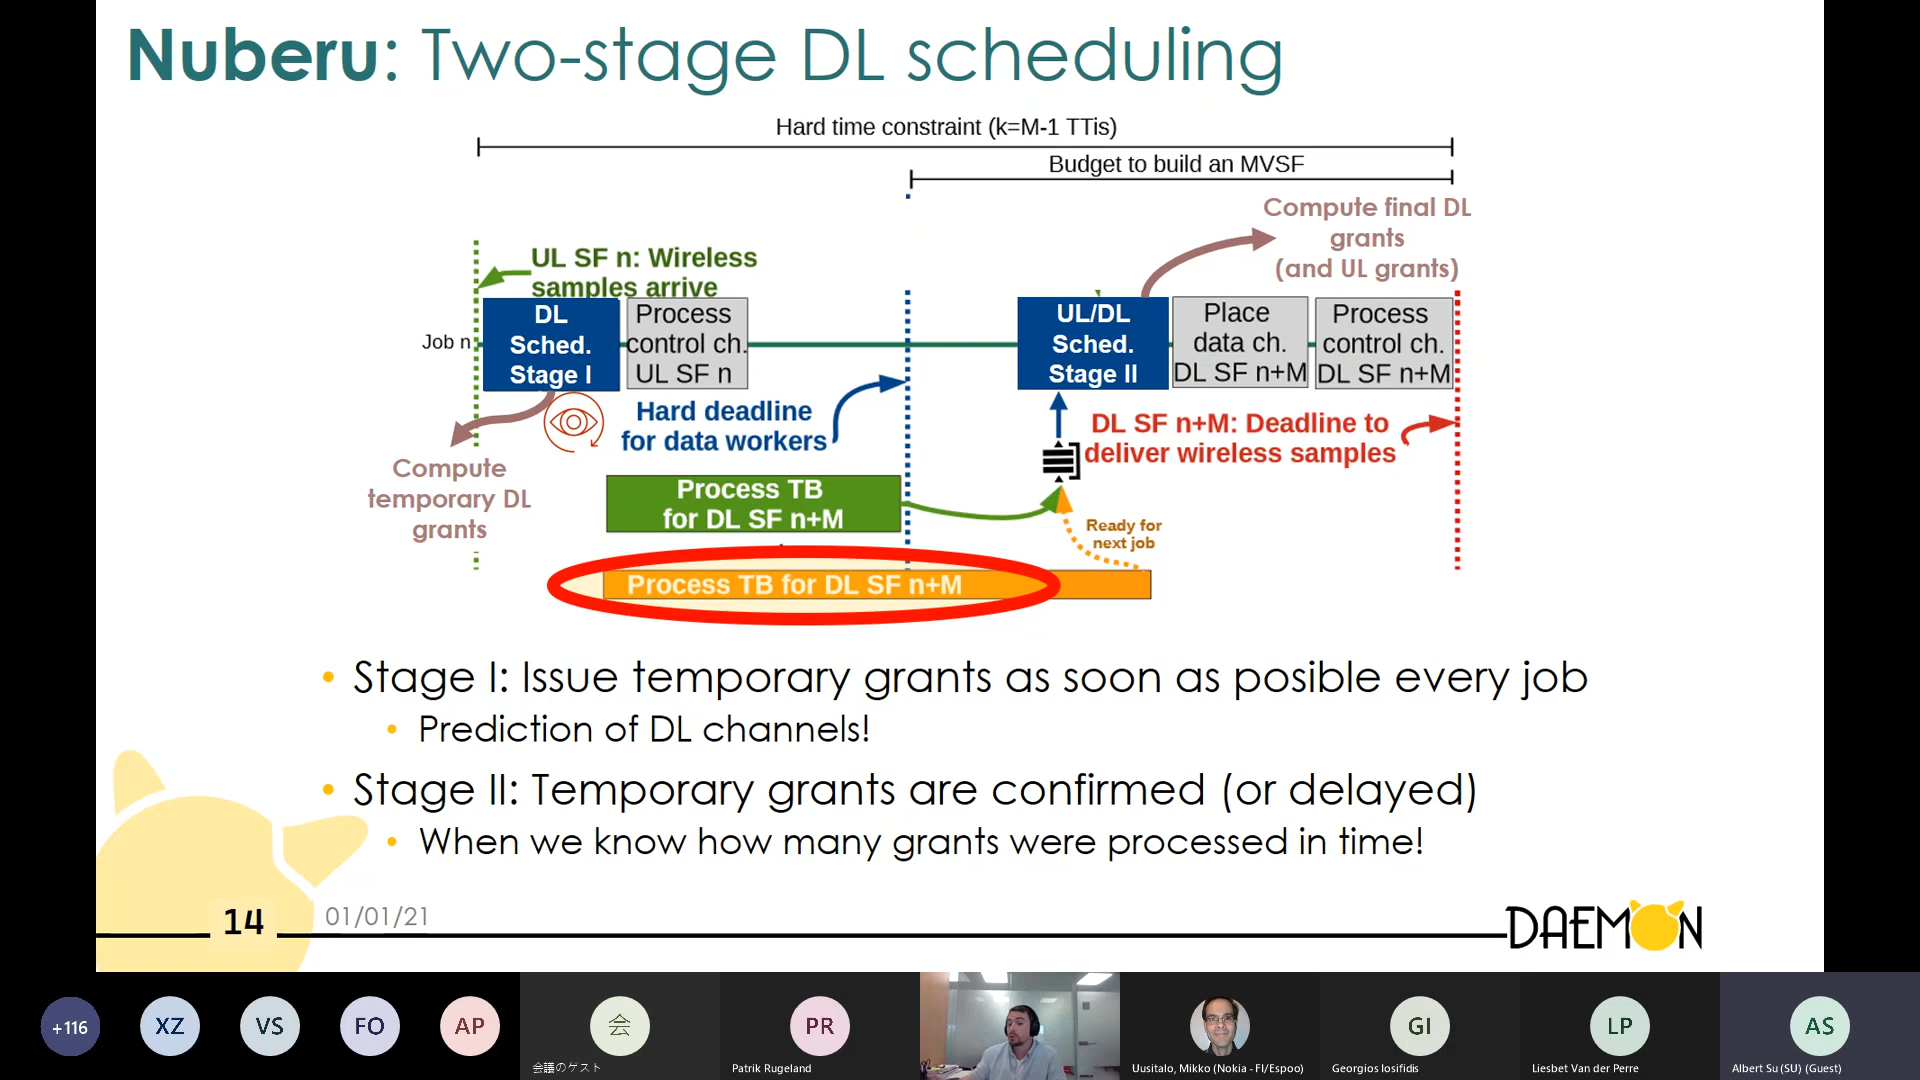 Nuberu: Two-stage DL scheduling
Hard time constraint (k=M-1 TTis)
Budget to build an MVSF
Compute final DL
grants
(and UL grants)
UL SF n: Wireless
samples arrive
Job n
DL
Sched.
Stage I
Process
control ch.
UL SF n
UL/DL
Sched.
Stage II
Place
data ch.
DL SF n+M
Process
control ch.
DL SF n+M
Hard deadline
for data workers
DL SF n+M: Deadline to
deliver wireless samples
Compute
temporary DL
grants
Process TB
for DL SF n+M
Ready for
next job
Process TB for DL SF n+M
• Stage I: Issue temporary grants as soon as posible every job
• Prediction of DL channels!
• Stage II: Temporary grants are confirmed (or delayed)
• When we know how many grants were processed in time!
14
01/01/21
DAEMON
+116
XZ
VS
FO
AP
会
会議のゲスト
PR
Patrik Rugeland
Uusitalo, Mikko (Nokia - FI/Espoo)
GI
Georgios Iosifidis
LP
Liesbet Van der Perre
AS
Albert Su (SU) (Guest)